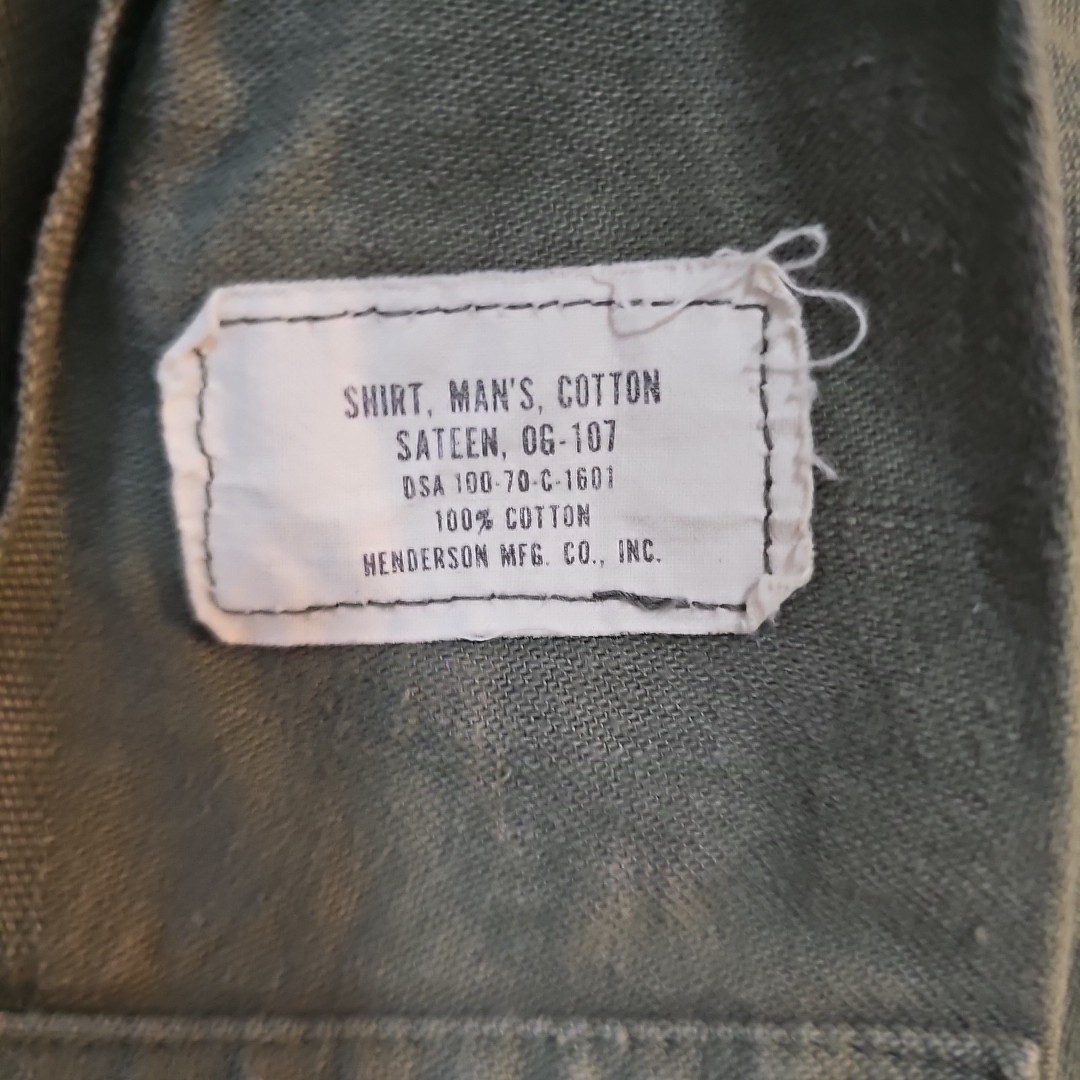 SHIRT, MAN'S, COTTON
SATEEN, OG-107
DSA 100-70-C-1601
100% COTTON
HENDERSON MFG. CO., INC.